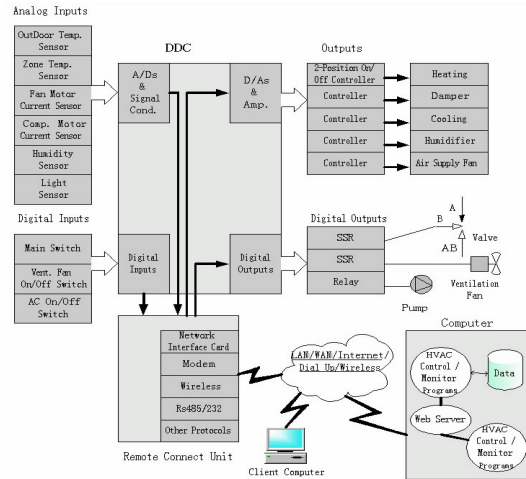 Analog Inputs
OutDoor Temp.
Sensor
Zone Temp.
Sensor
Fan Motor
Current Sensor
Comp. Motor
Current Sensor
Humidity
Sensor
Light
Sensor
Digital Inputs
Main Switch
Vent. Fan
On/Off Switch
AC On/Off
Switch
DDC
A/Ds
&
Signal
Cond.
D/As
&
Amp.
Digital
Inputs
Digital
Outputs
Outputs
2-Position On/
Off Controller
Controller
Controller
Controller
Controller
Heating
Damper
Cooling
Humidifier
Air Supply Fan
Digital Outputs
SSR
SSR
Relay
A
B
AB
Valve
Ventilation
Fan
Pump
Network
Interface Card
Modem
Wireless
Rs485/232
Other Protocols
Remote Connect Unit
LAN/WAN/Internet/
Dial Up/Wireless
Client Computer
Computer
HVAC
Control /
Monitor
Programs
Data
Web Server
HVAC
Control /
Monitor
Programs